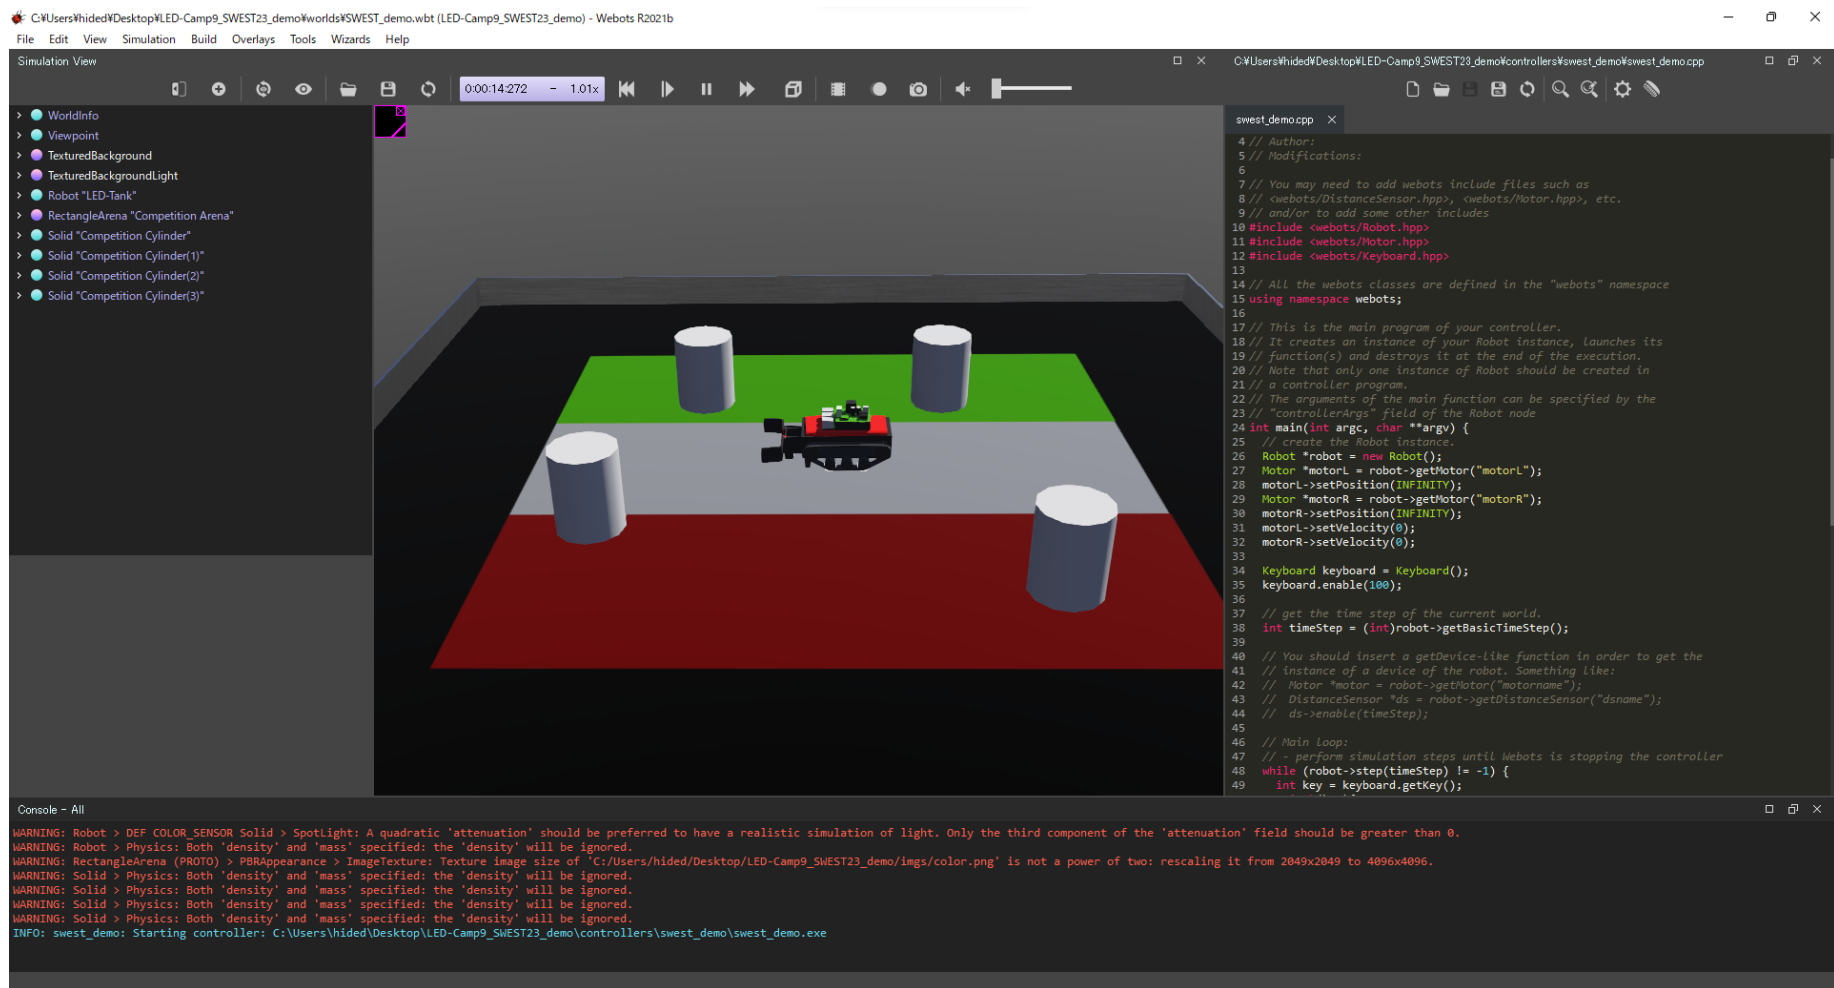 C:¥Users¥hided¥Desktop¥LED-Camp9_SWEST23_demo¥worlds¥SWEST_demo.wbt (LED-Camp9_SWEST23_demo) - Webots R2021b
File Edit View Simulation Build Overlays Tools Wizards Help
Simulation View
0:00:14:272 - 1.01x
WorldInfo
Viewpoint
TexturedBackground
TexturedBackgroundLight
Robot "LED-Tank"
RectangleArena "Competition Arena"
Solid "Competition Cylinder"
Solid "Competition Cylinder(1)"
Solid "Competition Cylinder(2)"
Solid "Competition Cylinder(3)"
C:¥Users¥hided¥Desktop¥LED-Camp9_SWEST23_demo¥controllers¥swest_demo¥swest_demo.cpp
swest_demo.cpp
4 // Author:
5 // Modifications:
6
7 // You may need to add webots include files such as
8 // <webots/DistanceSensor.hpp>, <webots/Motor.hpp>, etc.
9 // and/or to add some other includes
10 #include <webots/Robot.hpp>
11 #include <webots/Motor.hpp>
12 #include <webots/Keyboard.hpp>
13
14 // All the webots classes are defined in the "webots" namespace
15 using namespace webots;
16
17 // This is the main program of your controller.
18 // It creates an instance of your Robot instance, launches its
19 // function(s) and destroys it at the end of the execution.
20 // Note that only one instance of Robot should be created in
21 // a controller program.
22 // The arguments of the main function can be specified by the
23 // "controllerArgs" field of the Robot node
24 int main(int argc, char **argv) {
25 // create the Robot instance.
26 Robot *robot = new Robot();
27 Motor *motorL = robot->getMotor("motorL");
28 motorL->setPosition(INFINITY);
29 Motor *motorR = robot->getMotor("motorR");
30 motorR->setPosition(INFINITY);
31 motorL->setVelocity(0);
32 motorR->setVelocity(0);
33
34 Keyboard keyboard = Keyboard();
35 keyboard.enable(100);
36
37 // get the time step of the current world.
38 int timeStep = (int)robot->getBasicTimeStep();
39
40 // You should insert a getDevice-like function in order to get the
41 // instance of a device of the robot. Something like:
42 // Motor *motor = robot->getMotor("motorname");
43 // DistanceSensor *ds = robot->getDistanceSensor("dsname");
44 // ds->enable(timeStep);
45
46 // Main loop:
47 // - perform simulation steps until Webots is stopping the controller
48 while (robot->step(timeStep) != -1) {
49 int key = keyboard.getKey();
Console - All
WARNING: Robot > DEF COLOR_SENSOR Solid > SpotLight: A quadratic 'attenuation' should be preferred to have a realistic simulation of light. Only the third component of the 'attenuation' field should be greater than 0.
WARNING: Robot > Physics: Both 'density' and 'mass' specified: the 'density' will be ignored.
WARNING: RectangleArena (PROTO) > PBRAppearance > ImageTexture: Texture image size of 'C:/Users/hided/Desktop/LED-Camp9_SWEST23_demo/imgs/color.png' is not a power of two: rescaling it from 2049x2049 to 4096x4096.
WARNING: Solid > Physics: Both 'density' and 'mass' specified: the 'density' will be ignored.
WARNING: Solid > Physics: Both 'density' and 'mass' specified: the 'density' will be ignored.
WARNING: Solid > Physics: Both 'density' and 'mass' specified: the 'density' will be ignored.
WARNING: Solid > Physics: Both 'density' and 'mass' specified: the 'density' will be ignored.
INFO: swest_demo: Starting controller: C:\Users\hided\Desktop\LED-Camp9_SWEST23_demo\controllers\swest_demo\swest_demo.exe